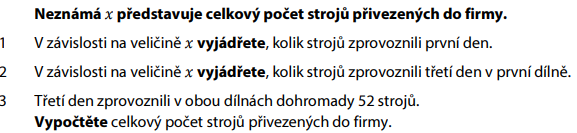 Neznámá x představuje celkový počet strojů přivezených do firmy.
1 V závislosti na veličině x vyjádřete, kolik strojů zprovoznili první den.
2 V závislosti na veličině x vyjádřete, kolik strojů zprovoznili třetí den v první dílně.
3 Třetí den zprovoznili v obou dílnách dohromady 52 strojů.
Vypočtěte celkový počet strojů přivezených do firmy.